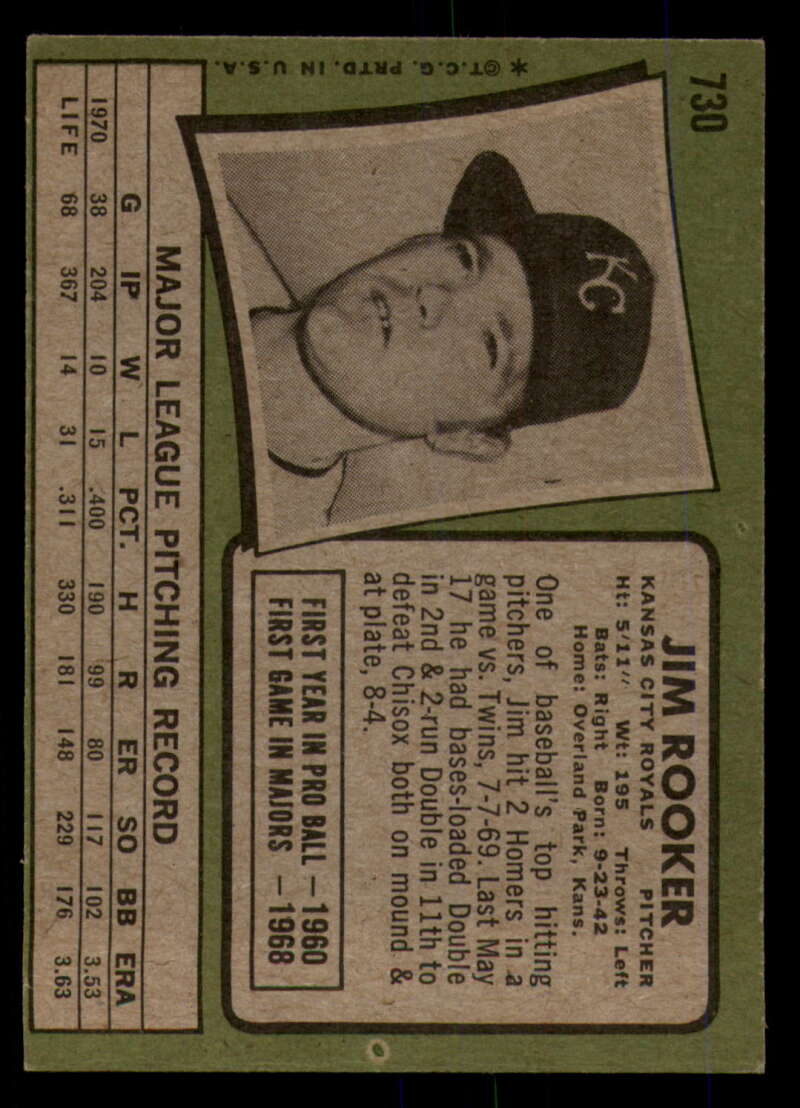 730
* ©T.C.G. PRTD. IN U.S.A.
KC
JIM ROOKER
KANSAS CITY ROYALS PITCHER
Ht: 5'11" Wt: 195 Throws: Left
Bats: Right Born: 9-23-42
Home: Overland Park, Kans.
One of baseball's top hitting
pitchers, Jim hit 2 Homers in a
game vs. Twins, 7-7-69. Last May
17 he had bases-loaded Double
in 2nd & 2-run Double in 11th to
defeat Chisox both on mound &
at plate, 8-4.
FIRST YEAR IN PRO BALL — 1960
FIRST GAME IN MAJORS — 1968
MAJOR LEAGUE PITCHING RECORD
G IP W L PCT. H R ER SO BB ERA
1970 38 204 10 15 .400 190 99 80 117 102 3.53
LIFE 68 367 14 31 .311 330 181 148 229 176 3.63